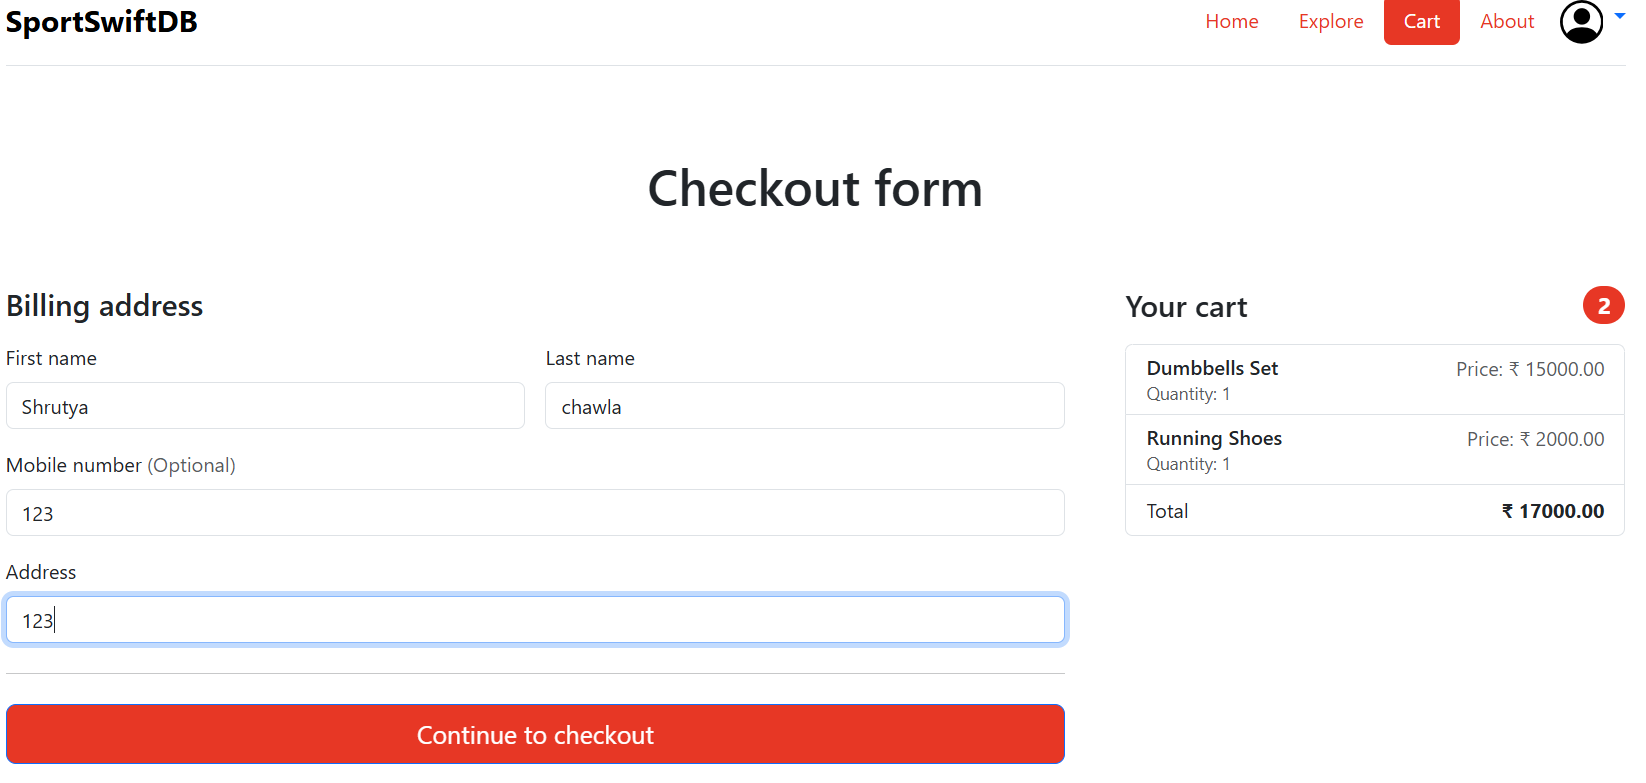 SportSwiftDB
Home Explore Cart About
Checkout form
Billing address
First name Last name
Shrutya chawla
Mobile number (Optional)
123
Address
123
Continue to checkout
Your cart 2
Dumbbells Set Price: ₹ 15000.00
Quantity: 1
Running Shoes Price: ₹ 2000.00
Quantity: 1
Total ₹ 17000.00